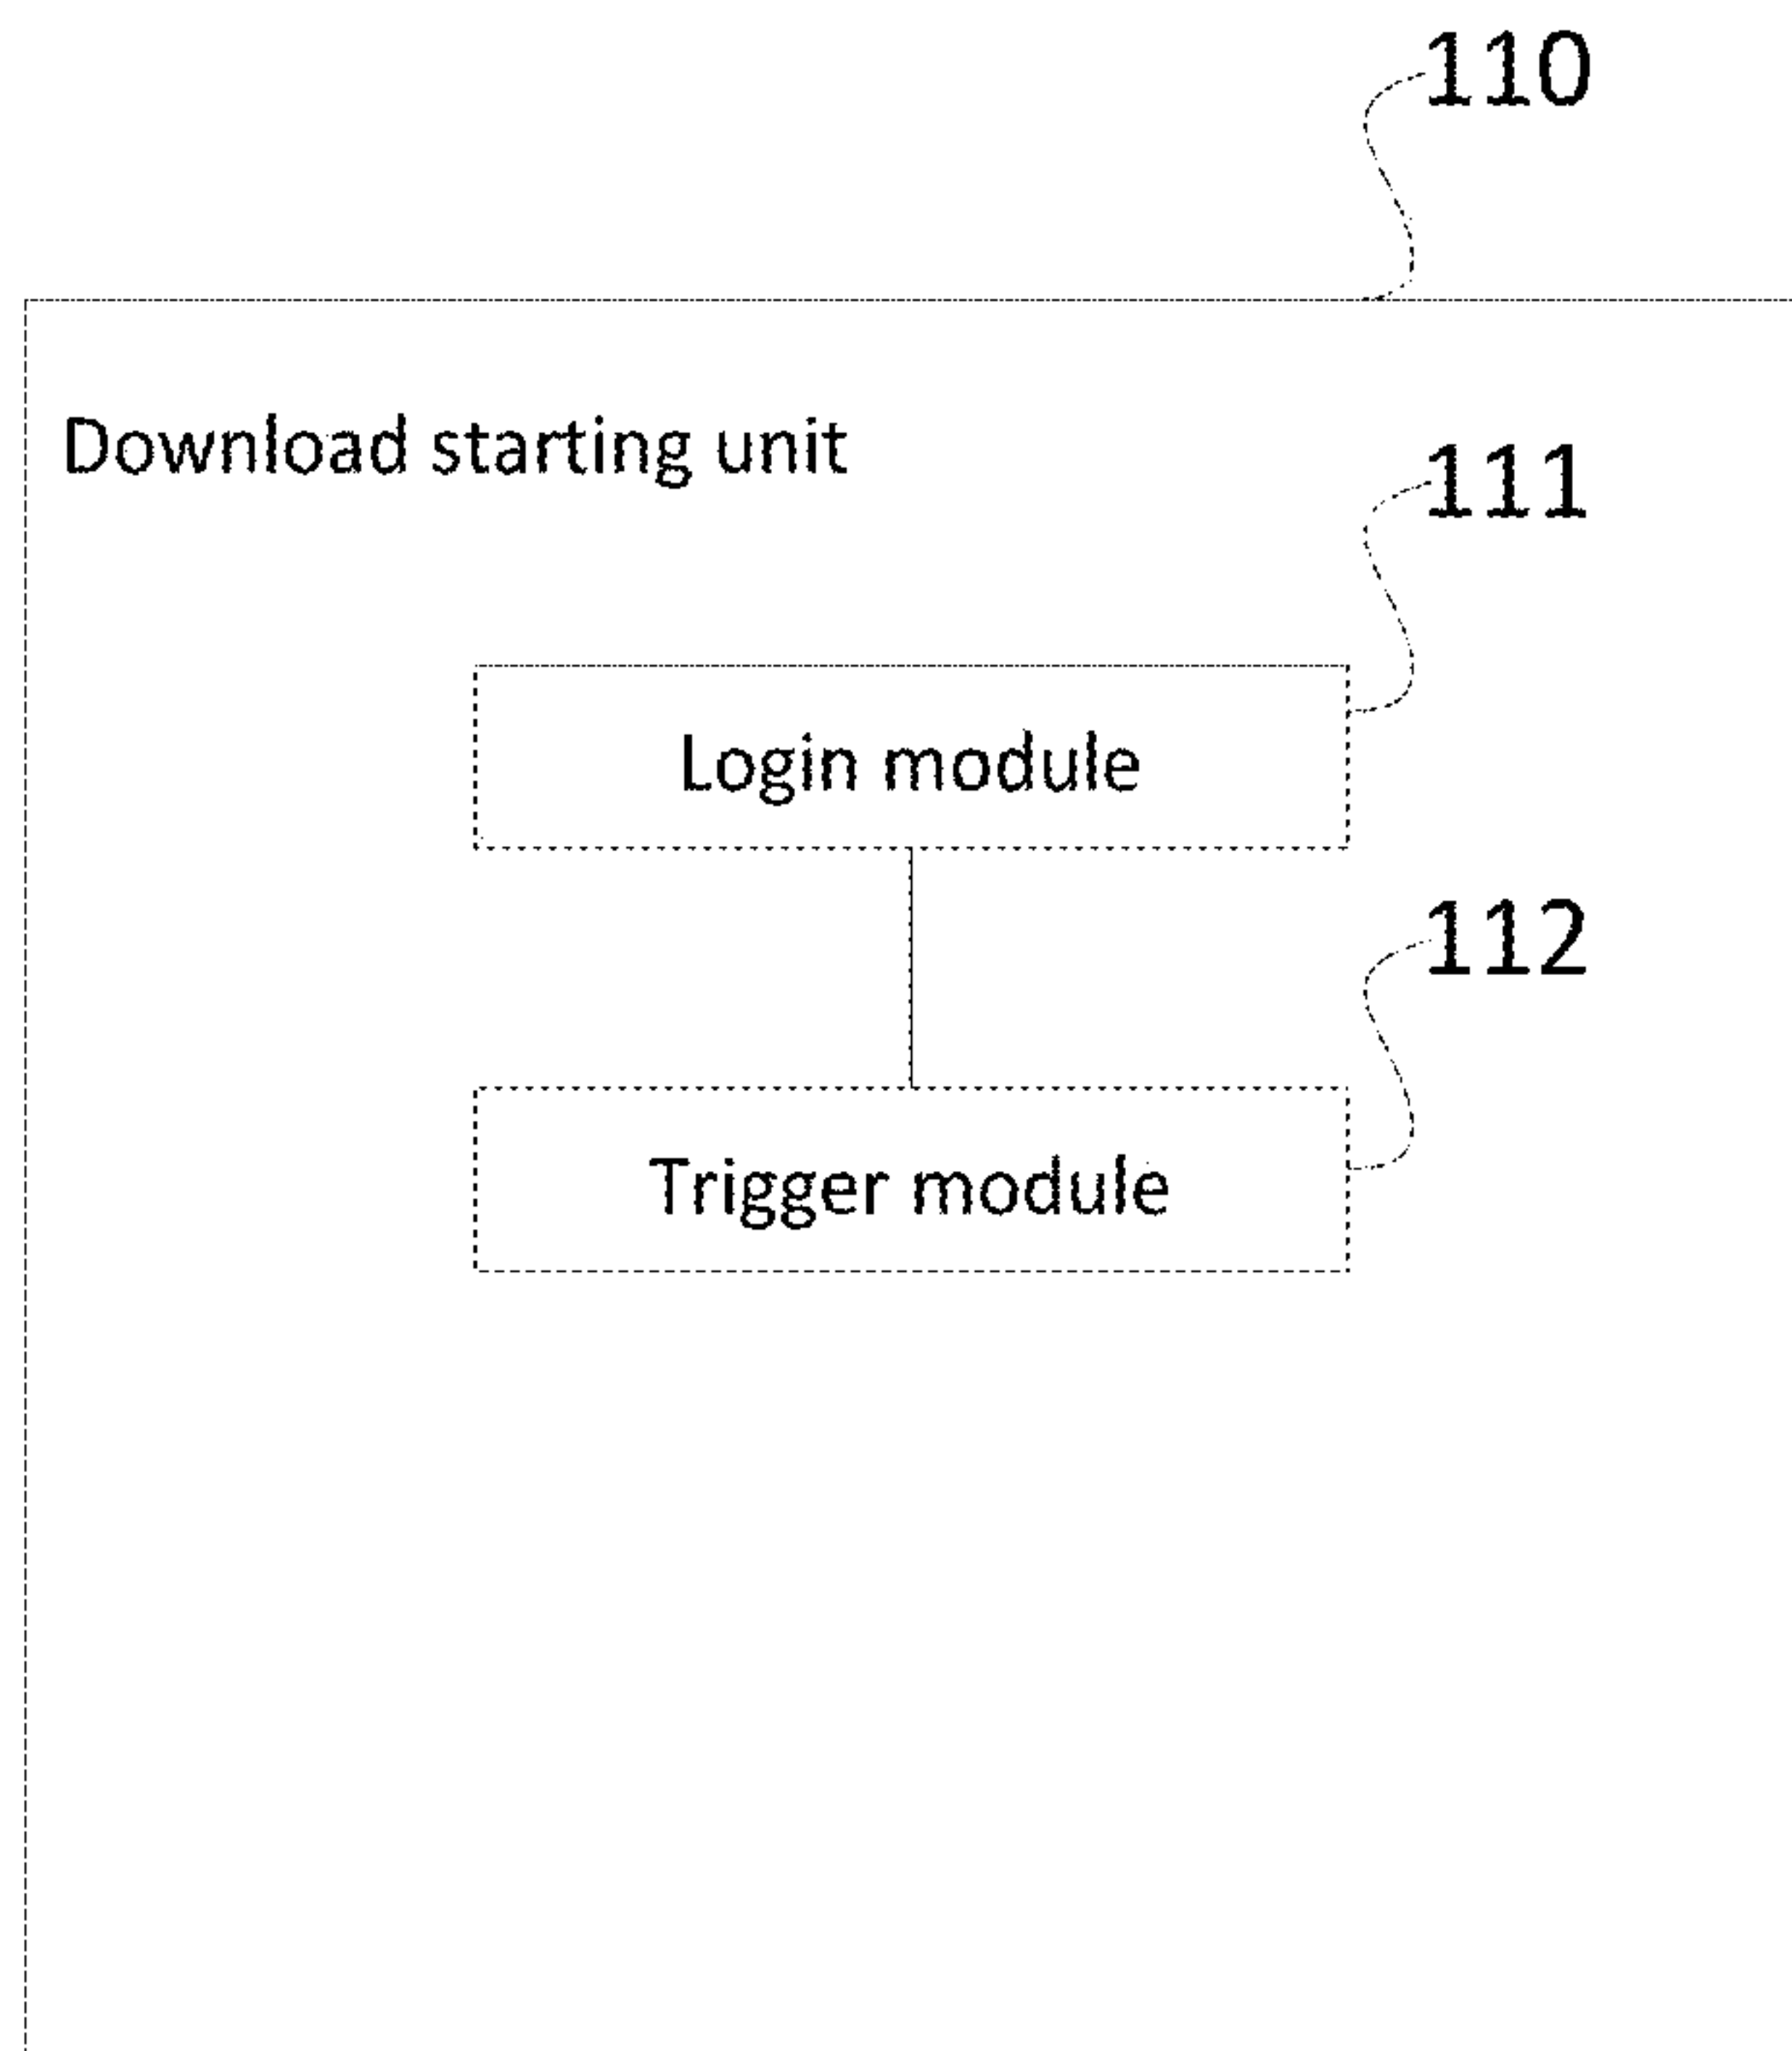 110
Download starting unit
111
Login module
112
Trigger module